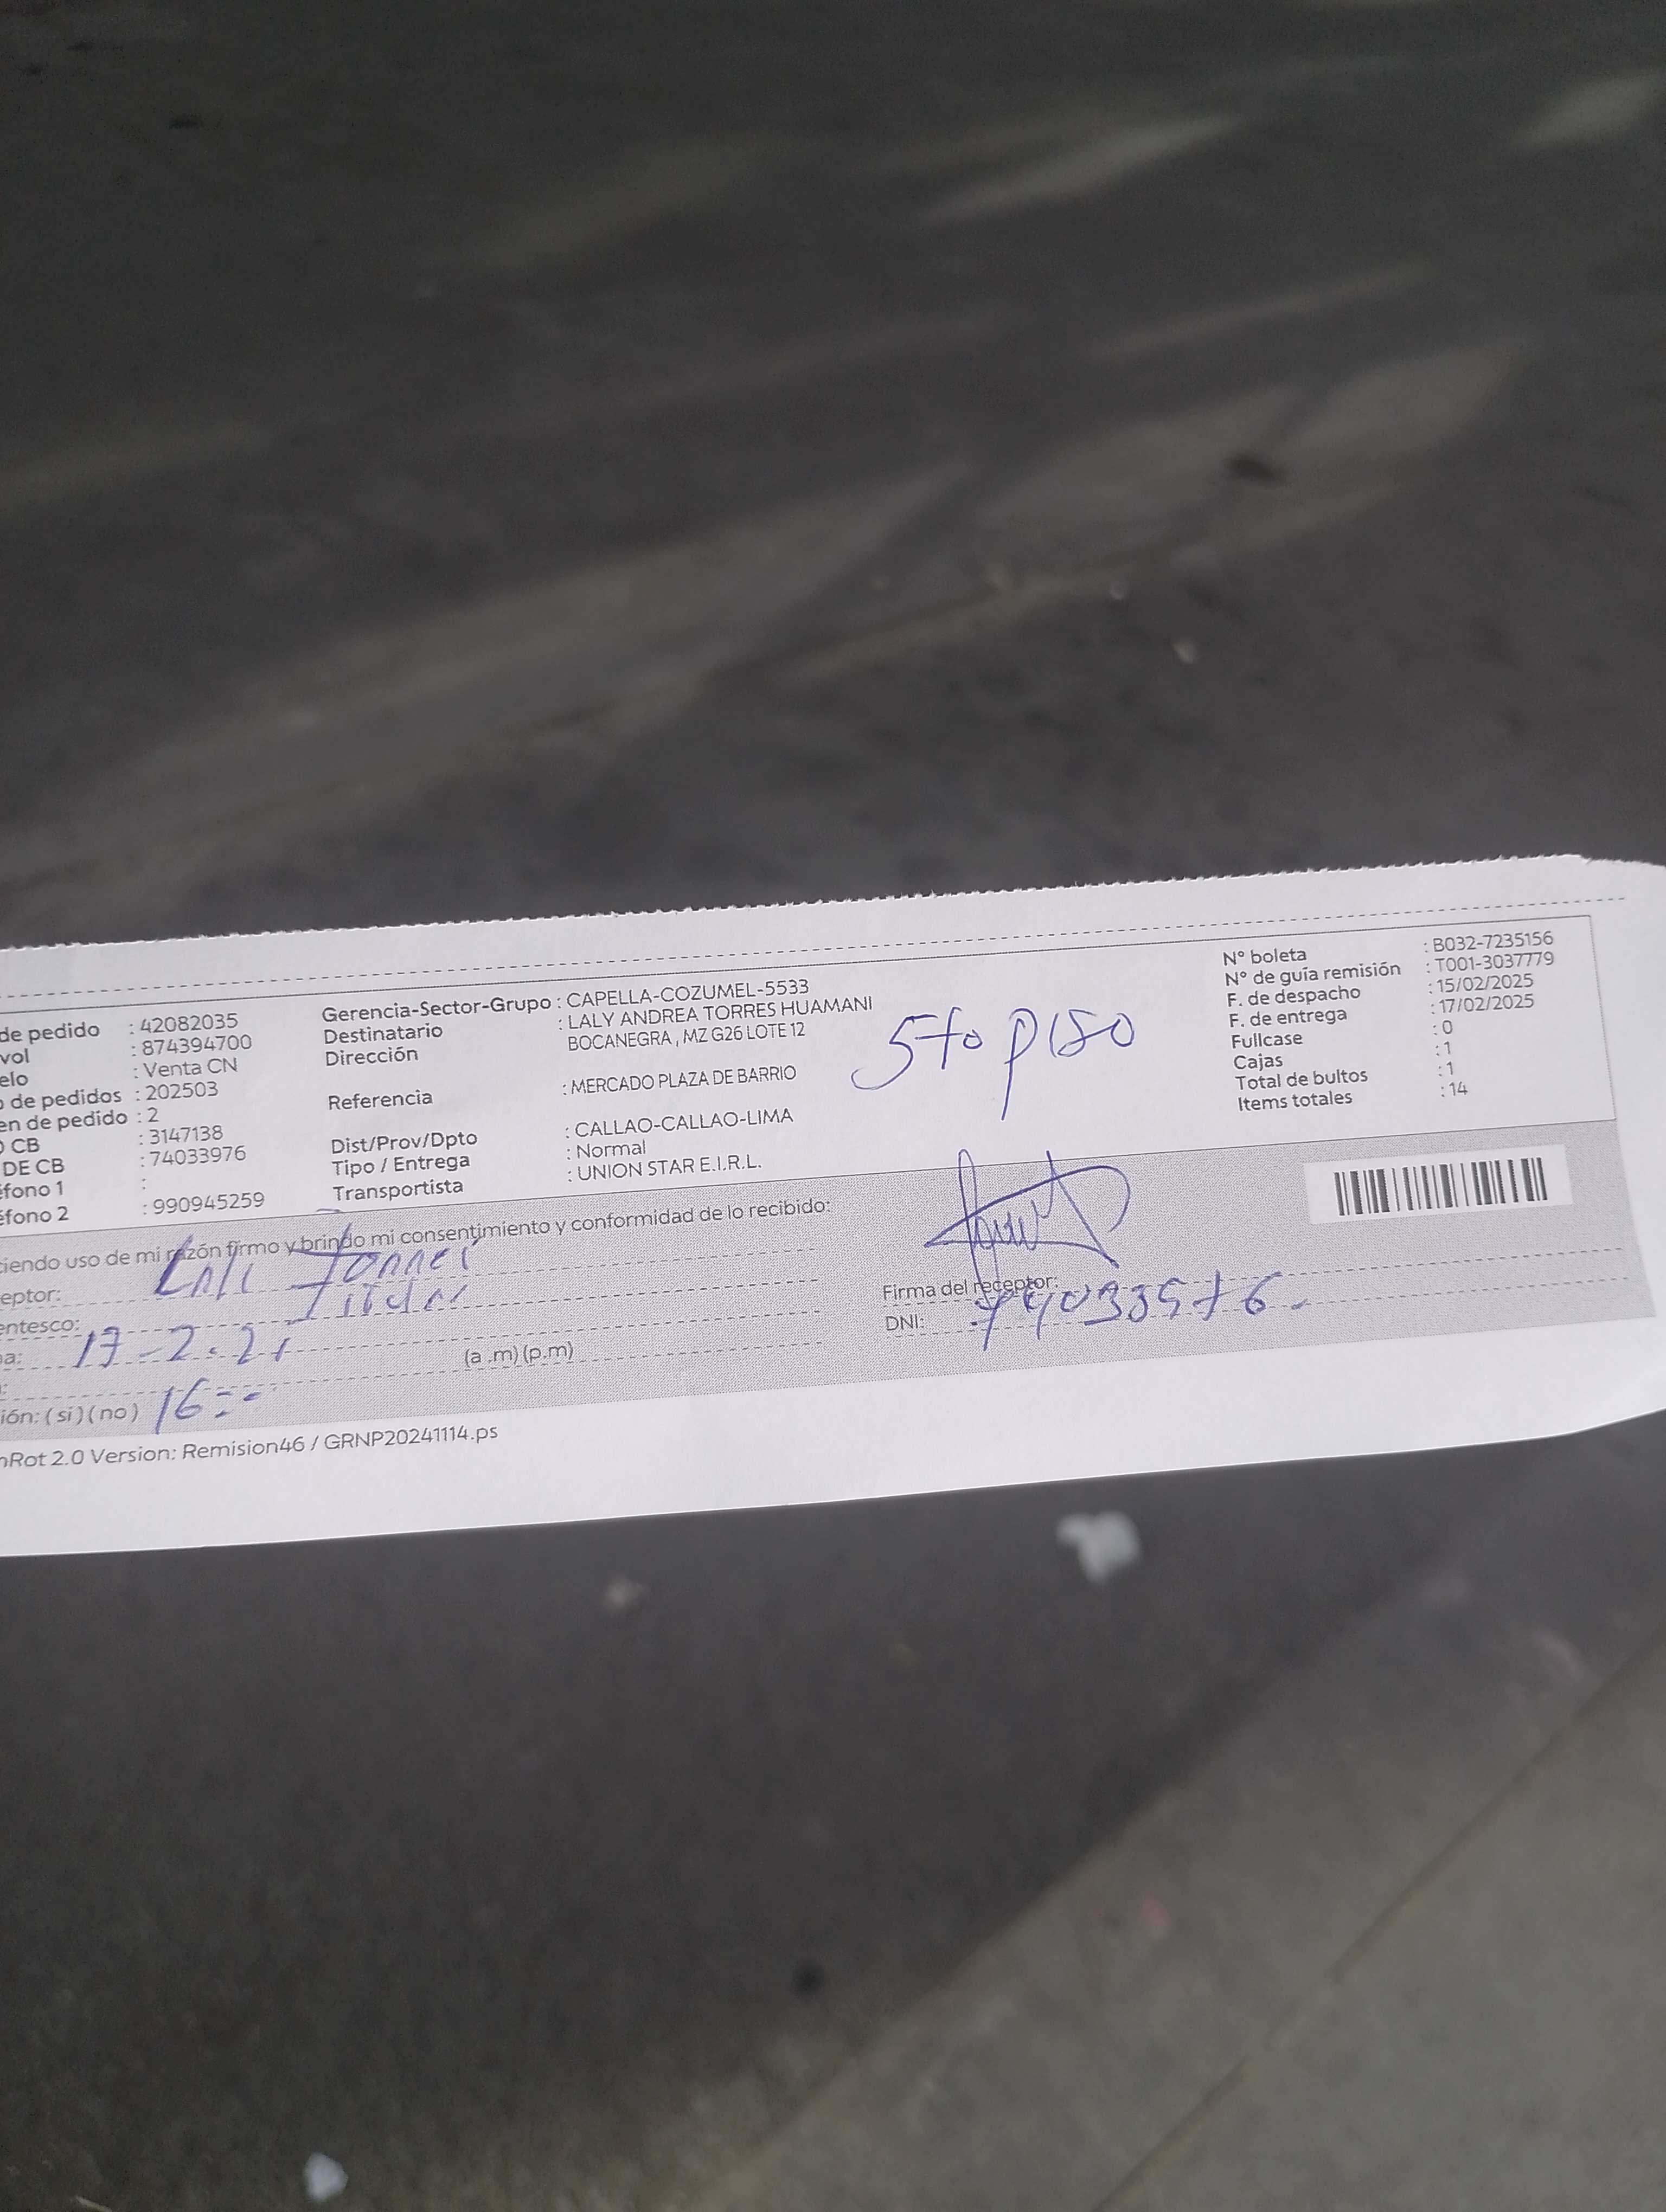 de pedido : 42082035
vol : 874394700
elo : Venta CN
de pedidos : 202503
en de pedido : 2
CB : 3147138
DE CB : 74033976
éfono 1 :
éfono 2 : 990945259
Gerencia-Sector-Grupo : CAPELLA-COZUMEL-5533
Destinatario : LALY ANDREA TORRES HUAMANI
Dirección BOCANEGRA , MZ G26 LOTE 12
Referencia : MERCADO PLAZA DE BARRIO
Dist/Prov/Dpto : CALLAO-CALLAO-LIMA
Tipo / Entrega : Normal
Transportista : UNION STAR E.I.R.L.
5to piso
N° boleta : B032-7235156
N° de guía remisión : T001-3037779
F. de despacho : 15/02/2025
F. de entrega : 17/02/2025
Fullcase : 0
Cajas : 1
Total de bultos : 1
Items totales : 14
ciendo uso de mi razón firmo y brindo mi consentimiento y conformidad de lo recibido:
eptor: Torres
entesco: Titular
a: 17-2.2
(a .m) (p.m)
ión: ( si ) ( no ) 16:
Firma del receptor:
DNI: 74033976
nRot 2.0 Version: Remision46 / GRNP20241114.ps